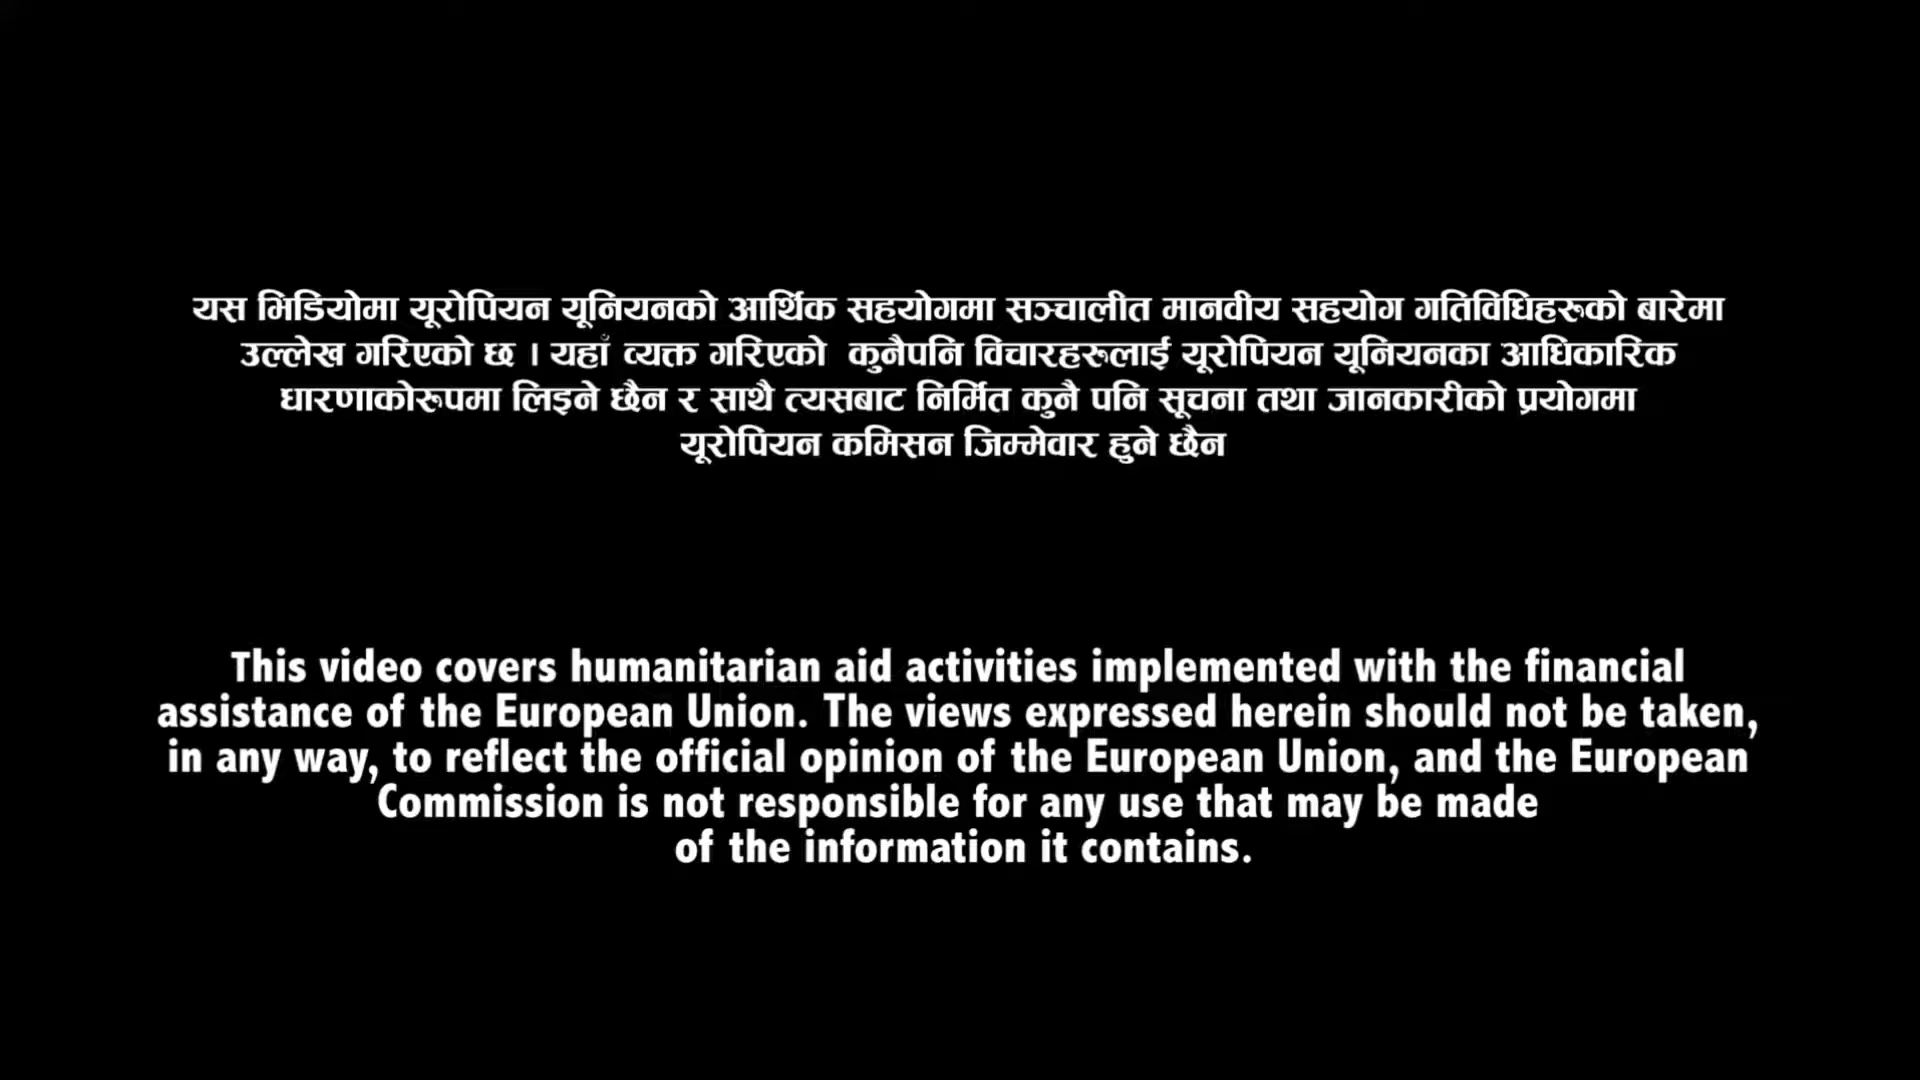 यस भिडियोमा यूरोपियन यूनियनको आर्थिक सहयोगमा सञ्चालीत मानवीय सहयोग गतिविधिहरूको बारेमा
उल्लेख गरिएको छ । यहाँ व्यक्त गरिएको कुनैपनि विचारहरूलाई यूरोपियन यूनियनका आधिकारिक
धारणाकोरुपमा लिइने छैन र साथै त्यसबाट निर्मित कुनै पनि सूचना तथा जानकारीको प्रयोगमा
यूरोपियन कमिसन जिम्मेवार हुने छैन
This video covers humanitarian aid activities implemented with the financial
assistance of the European Union. The views expressed herein should not be taken,
in any way, to reflect the official opinion of the European Union, and the European
Commission is not responsible for any use that may be made
of the information it contains.